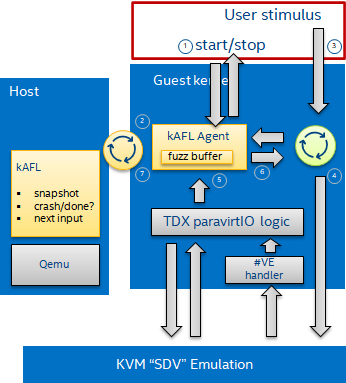 User stimulus
1
start/stop
3
Host
Guest kerne
2
kAFL
kAFL Agent
fuzz buffer
▪ snapshot
▪ crash/done?
▪ next input
7
5
6
4
TDX paravirtIO logic
Qemu
#VE
handler
KVM “SDV” Emulation